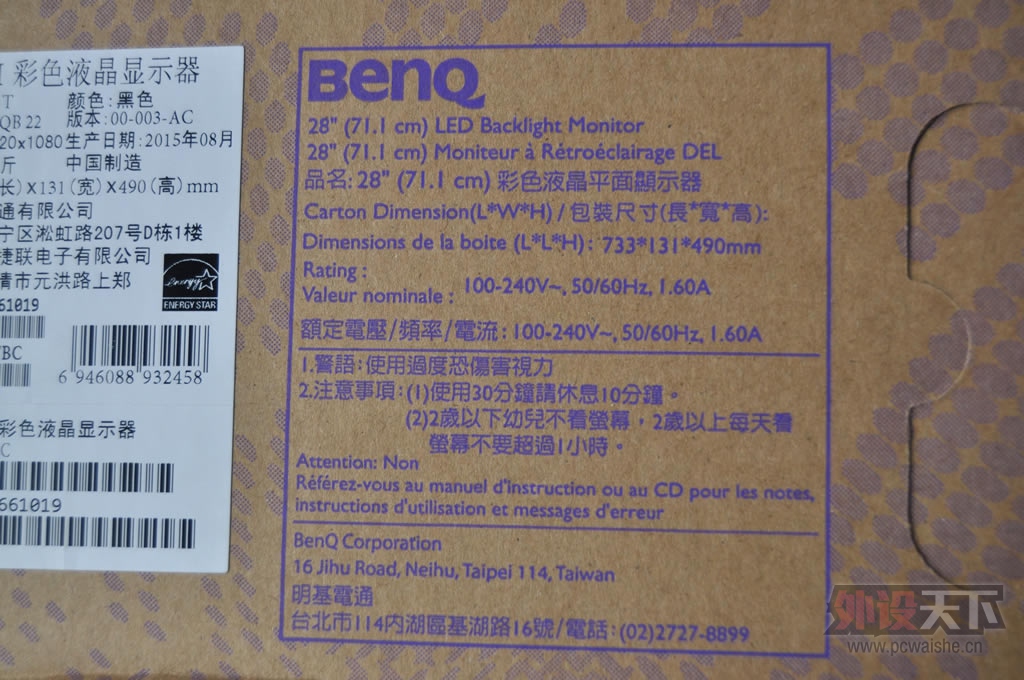 彩色液晶显示器
T 颜色:黑色
QB 22 版本:00-003-AC
20x1080 生产日期:2015年08月
斤 中国制造
长)X131(宽)X490(高)mm
通有限公司
宁区淞虹路207号D栋1楼
捷联电子有限公司
清市元洪路上郑
ENERGY STAR
661019
TBC
6 946088 932458
彩色液晶显示器
C
661019
BenQ
28" (71.1 cm) LED Backlight Monitor
28" (71.1 cm) Moniteur à Rétroéclairage DEL
品名: 28" (71.1 cm) 彩色液晶平面顯示器
Carton Dimension(L*W*H) / 包裝尺寸(長*寬*高):
Dimensions de la boite (L*L*H): 733*131*490mm
Rating :
Valeur nominale : 100-240V~, 50/60Hz, 1.60A
額定電壓/頻率/電流: 100-240V~, 50/60Hz, 1.60A
1.警語:使用過度恐傷害視力
2.注意事項:(1)使用30分鐘請休息10分鐘。
(2)2歲以下幼兒不看螢幕,2歲以上每天看
螢幕不要超過1小時。
Attention: Non
Référez-vous au manuel d'instruction ou au CD pour les notes,
instructions d'utilisation et messages d'erreur
BenQ Corporation
16 Jihu Road, Neihu, Taipei 114, Taiwan
明基電通
台北市114內湖區基湖路16號/電話:(02)2727-8899
外设天下
www.pcwaishe.cn